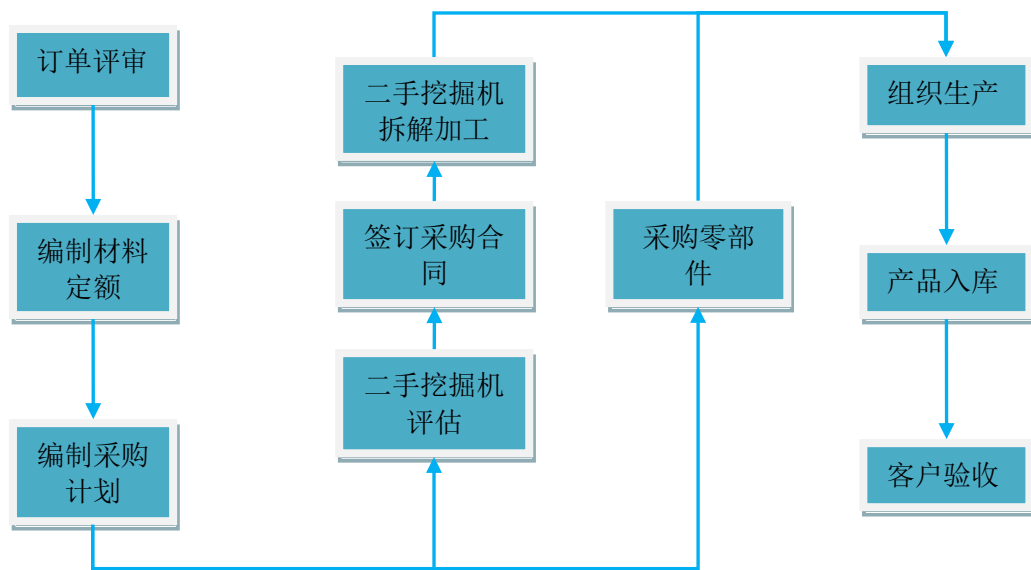 订单评审
编制材料
定额
编制采购
计划
二手挖掘机
拆解加工
签订采购合
同
二手挖掘机
评估
采购零部
件
组织生产
产品入库
客户验收